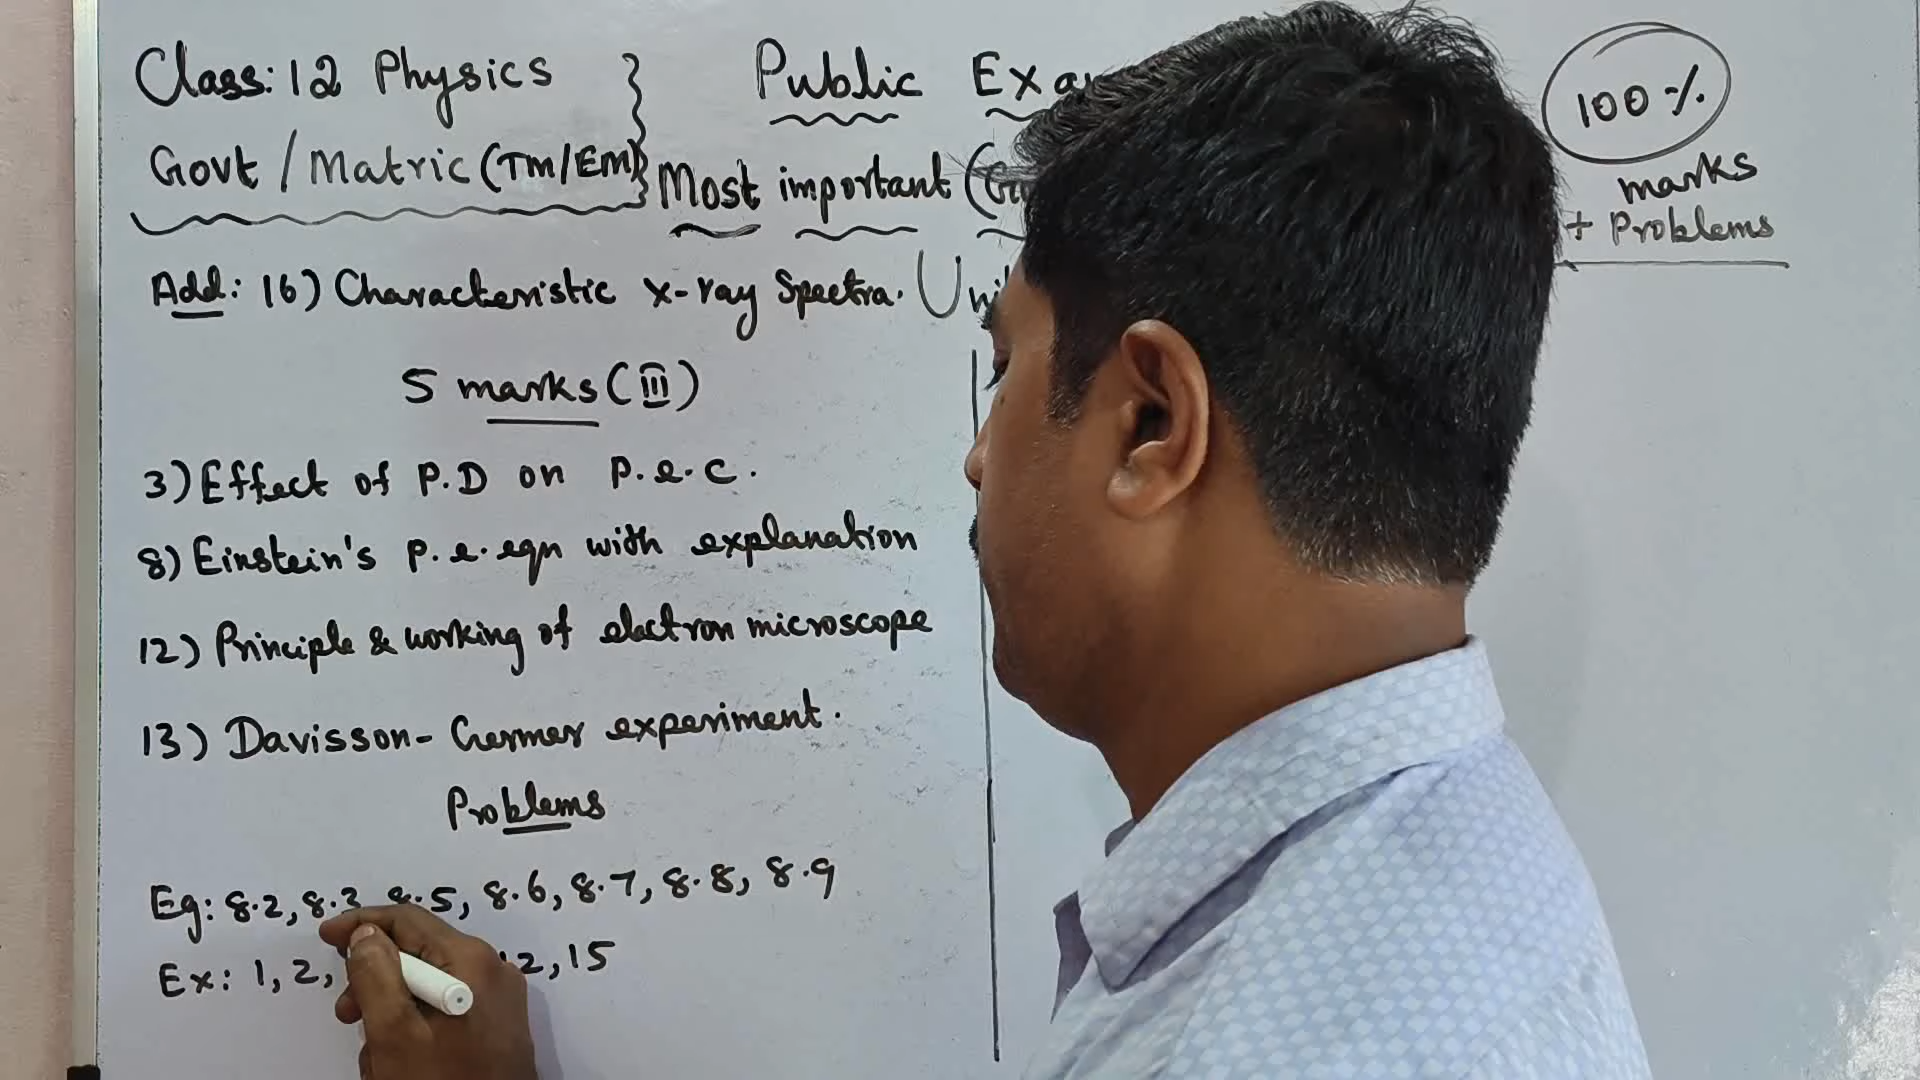 Class: 12 Physics
Govt / Matric (TM/EM)
Public
Most important
100%
marks
+ Problems
Add: 16) Characteristic x-ray Spectra.
5 marks (III)
3) Effect of P.D on P.e.c.
8) Einstein's p.e. eqn with explanation
12) Principle & working of electron microscope
13) Davisson - Germer experiment.
Problems
Eg: 8.2, 8.3, 8.5, 8.6, 8.7, 8.8, 8.9
Ex: 1, 2, 12, 15